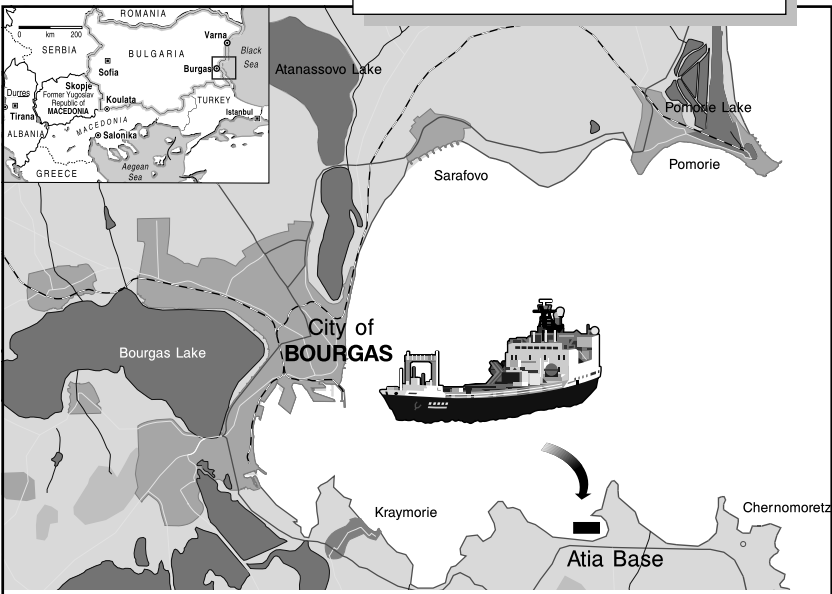 ROMANIA
0 km 200
SERBIA
BULGARIA
Varna
Black
Sea
Sofia
Burgas
Durres
Tirana
Skopje
Former Yugoslav
Republic of
MACEDONIA
Koulata
TURKEY
Istanbul
ALBANIA
MACEDONIA
Salonika
Aegean
Sea
GREECE
Atanassovo Lake
Pomorie Lake
Pomorie
Sarafovo
City of
BOURGAS
Bourgas Lake
Kraymorie
Chernomoretz
Atia Base